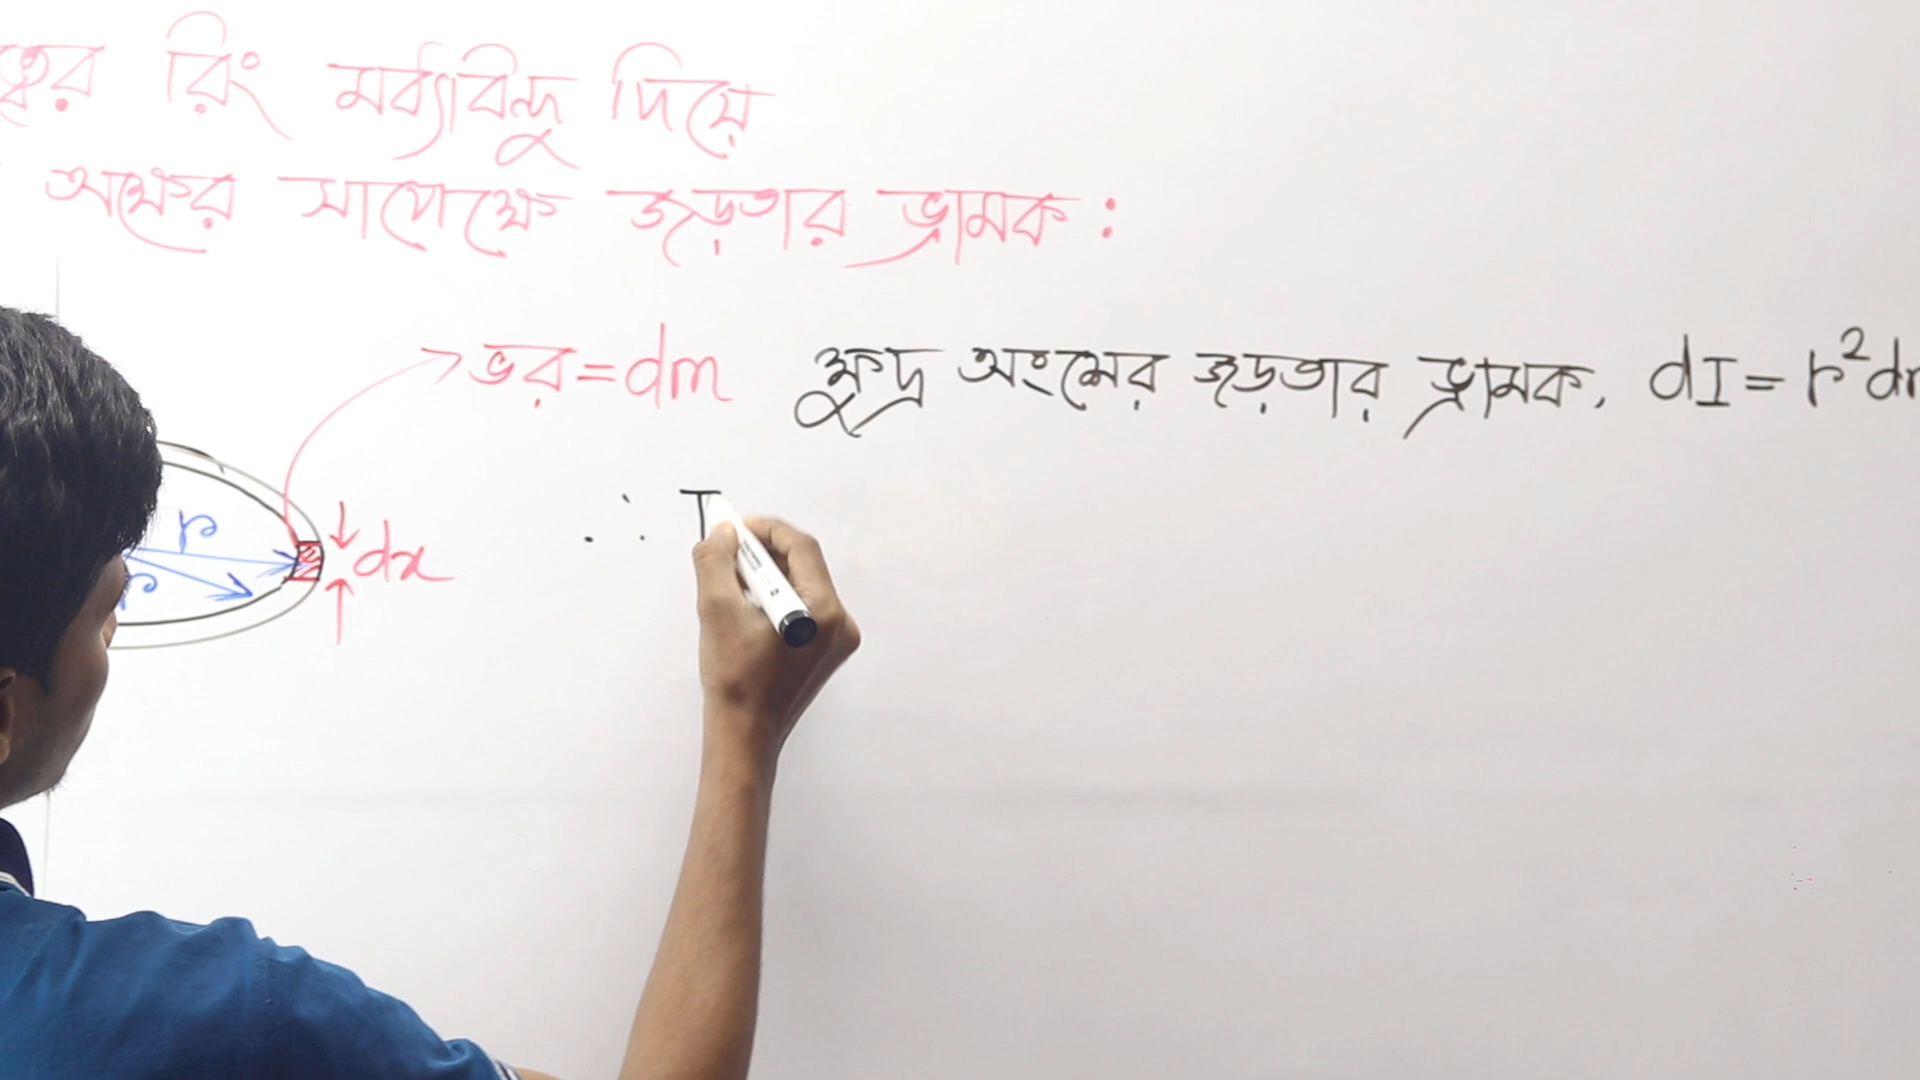 রিং মধ্যবিন্দু দিয়ে
অক্ষের সাপেক্ষে জড়তার ভ্রামক :
ভর = dm ক্ষুদ্র অংশের জড়তার ভ্রামক, dI = r²dm
∴ I
r
dx
r